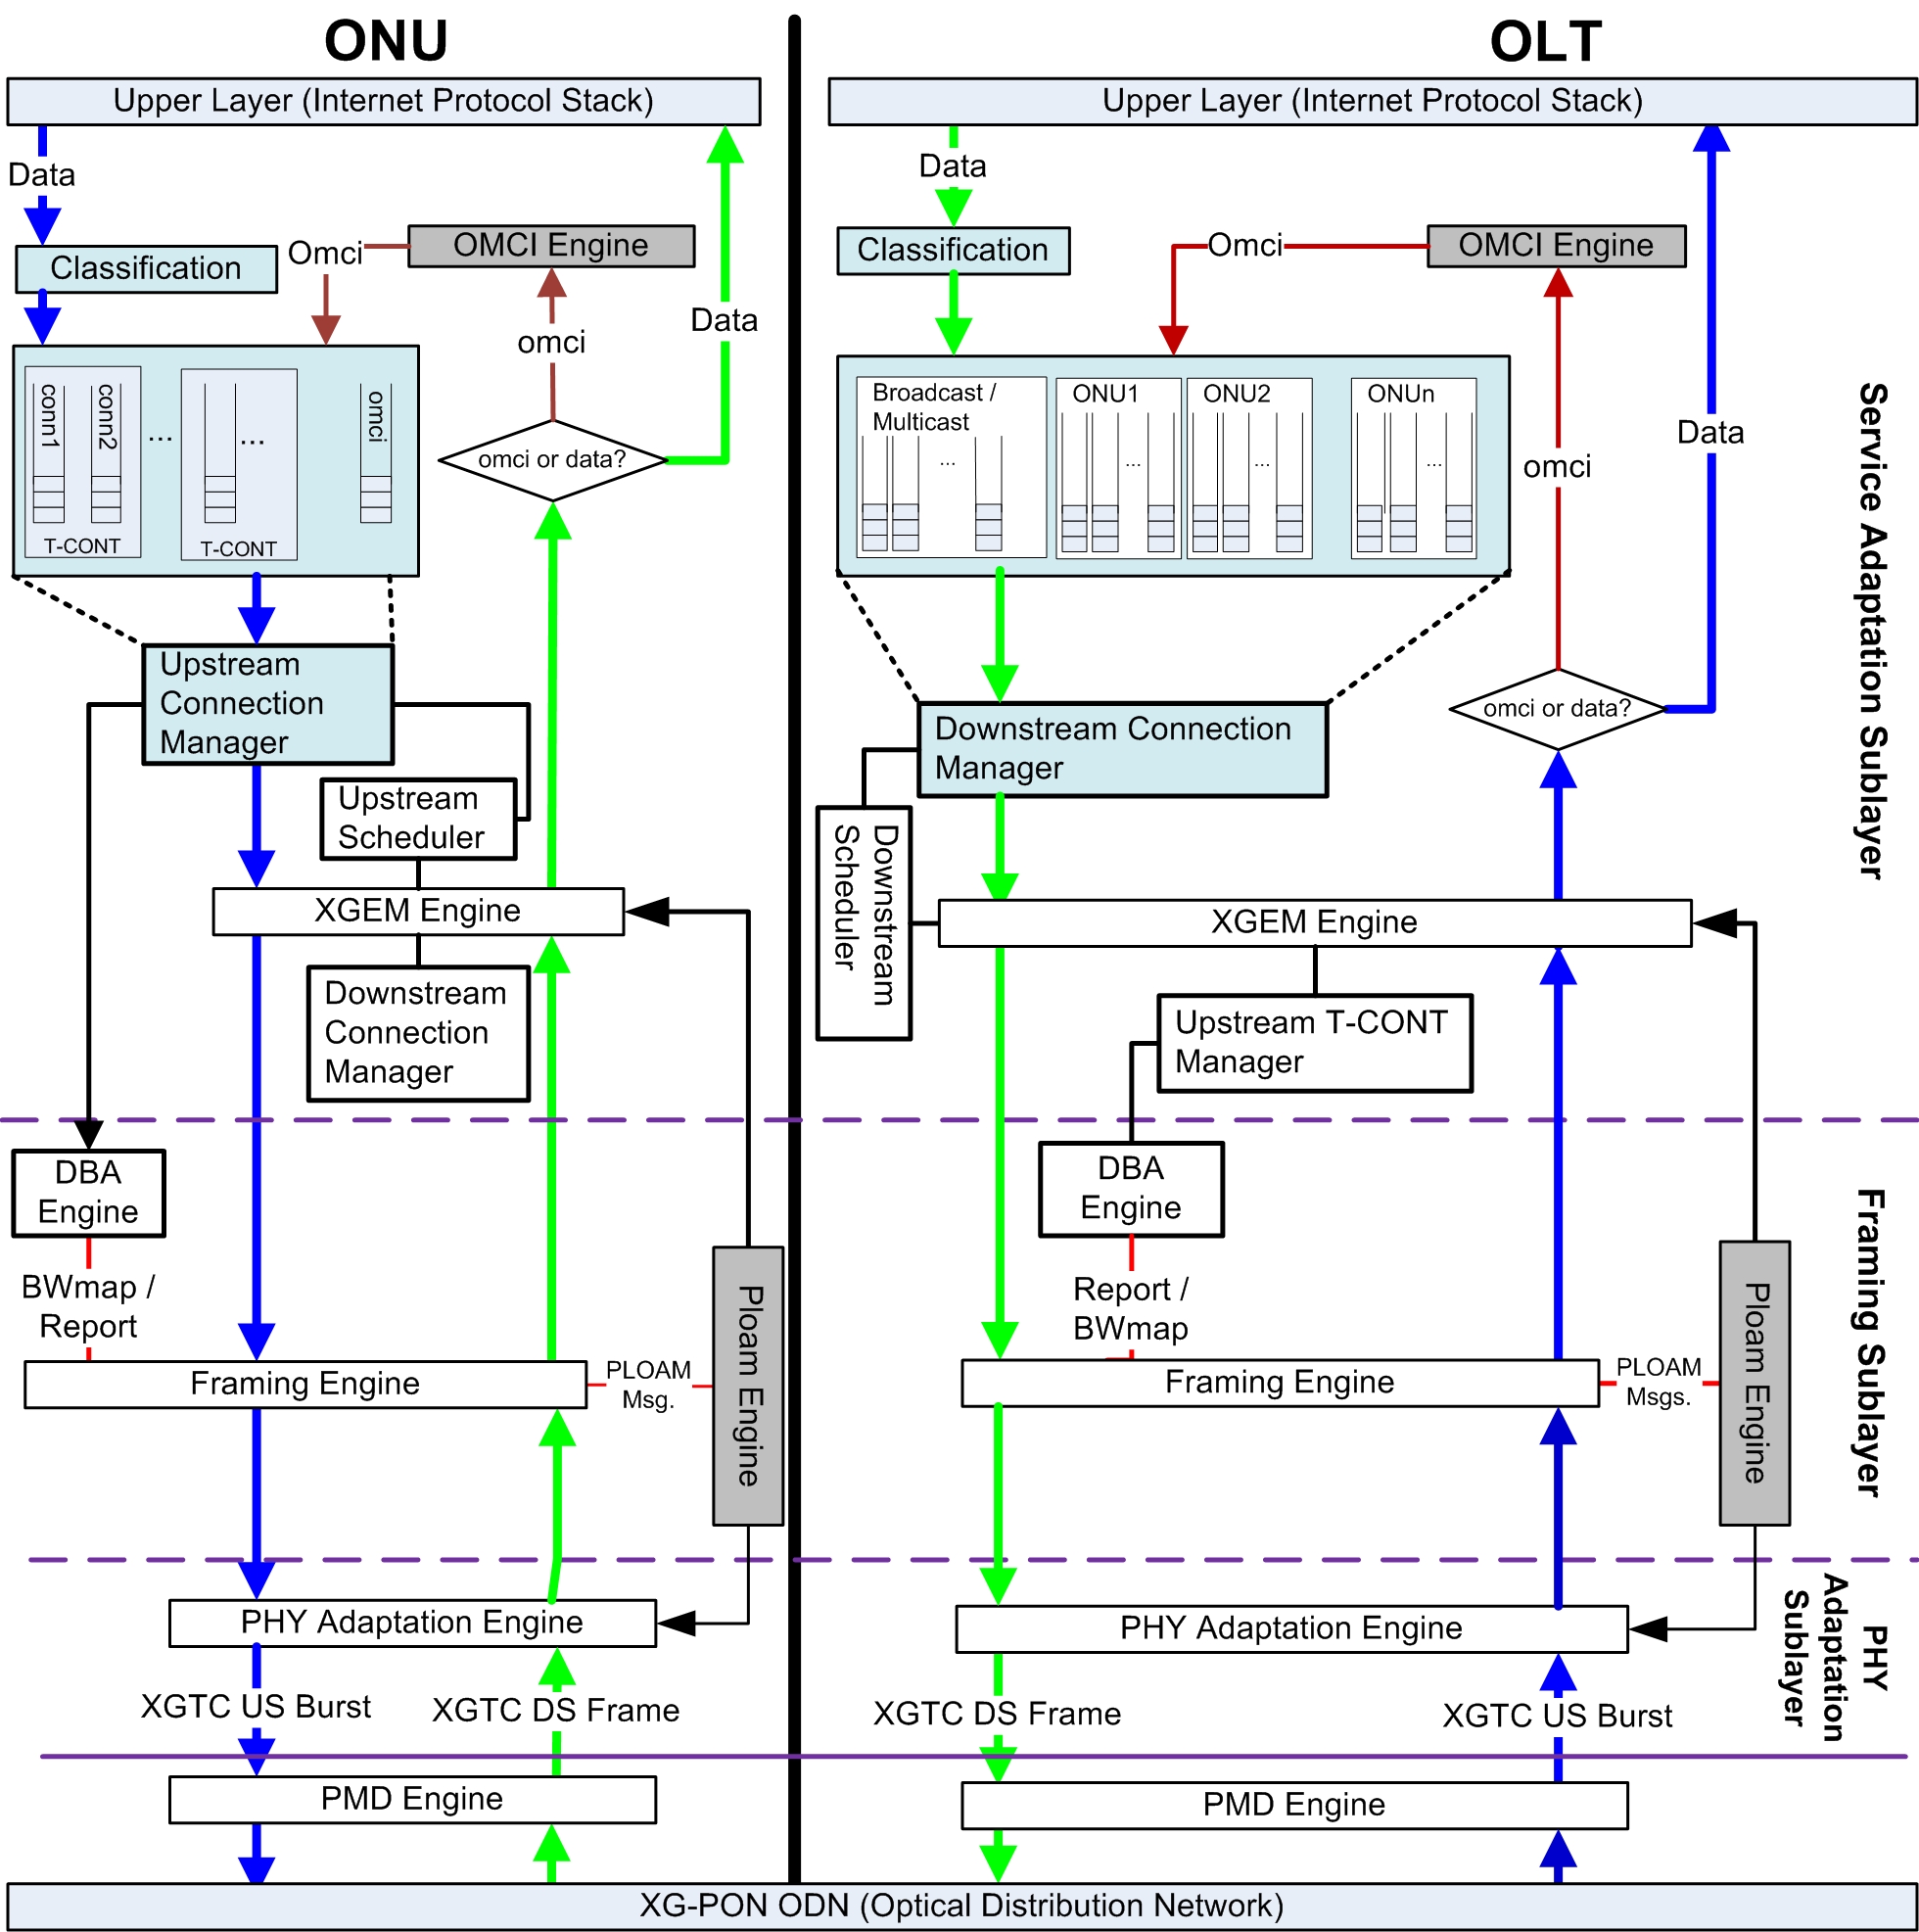 ONU
Upper Layer (Internet Protocol Stack)
Data
Classification
Omci
OMCI Engine
omci
Data
conn1
conn2
...
...
omci
T-CONT
T-CONT
omci or data?
Upstream
Connection
Manager
Upstream
Scheduler
XGEM Engine
Downstream
Connection
Manager
DBA
Engine
BWmap /
Report
Framing Engine
PLOAM
Msg.
Ploam Engine
PHY Adaptation Engine
XGTC US Burst
XGTC DS Frame
PMD Engine
OLT
Upper Layer (Internet Protocol Stack)
Data
Classification
Omci
OMCI Engine
omci
Data
Broadcast /
Multicast
...
ONU1
...
ONU2
...
ONUn
...
omci or data?
Downstream Connection
Manager
Downstream
Scheduler
XGEM Engine
Upstream T-CONT
Manager
DBA
Engine
Report /
BWmap
Framing Engine
PLOAM
Msgs.
Ploam Engine
PHY Adaptation Engine
XGTC DS Frame
XGTC US Burst
PMD Engine
Service Adaptation Sublayer
Framing Sublayer
PHY
Adaptation
Sublayer
XG-PON ODN (Optical Distribution Network)